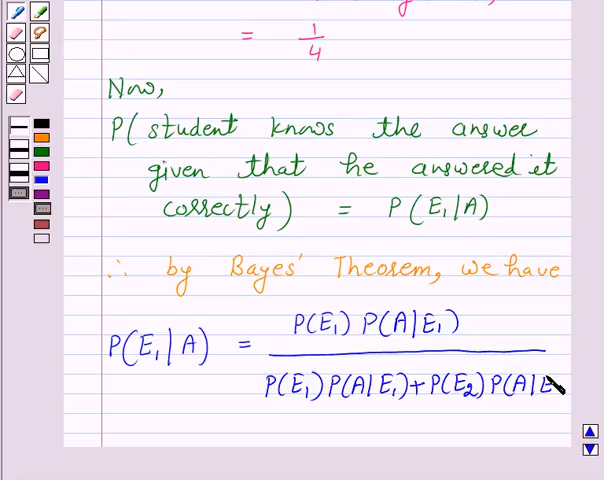 = 1/4
Now,
P( student knows the answer
given that he answered it
correctly) = P(E₁|A)
∴ by Bayes' Theorem, we have
P(E₁|A) = P(E₁) P(A|E₁) / P(E₁) P(A|E₁) + P(E₂) P(A|E